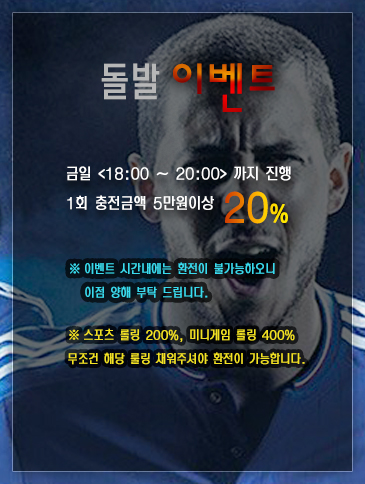 돌발 이벤트
금일 <18:00 ~ 20:00> 까지 진행
1회 충전금액 5만원이상 20%
※ 이벤트 시간내에는 환전이 불가능하오니
이점 양해 부탁 드립니다.
※ 스포츠 롤링 200%, 미니게임 롤링 400%
무조건 해당 롤링 채워주셔야 환전이 가능합니다.